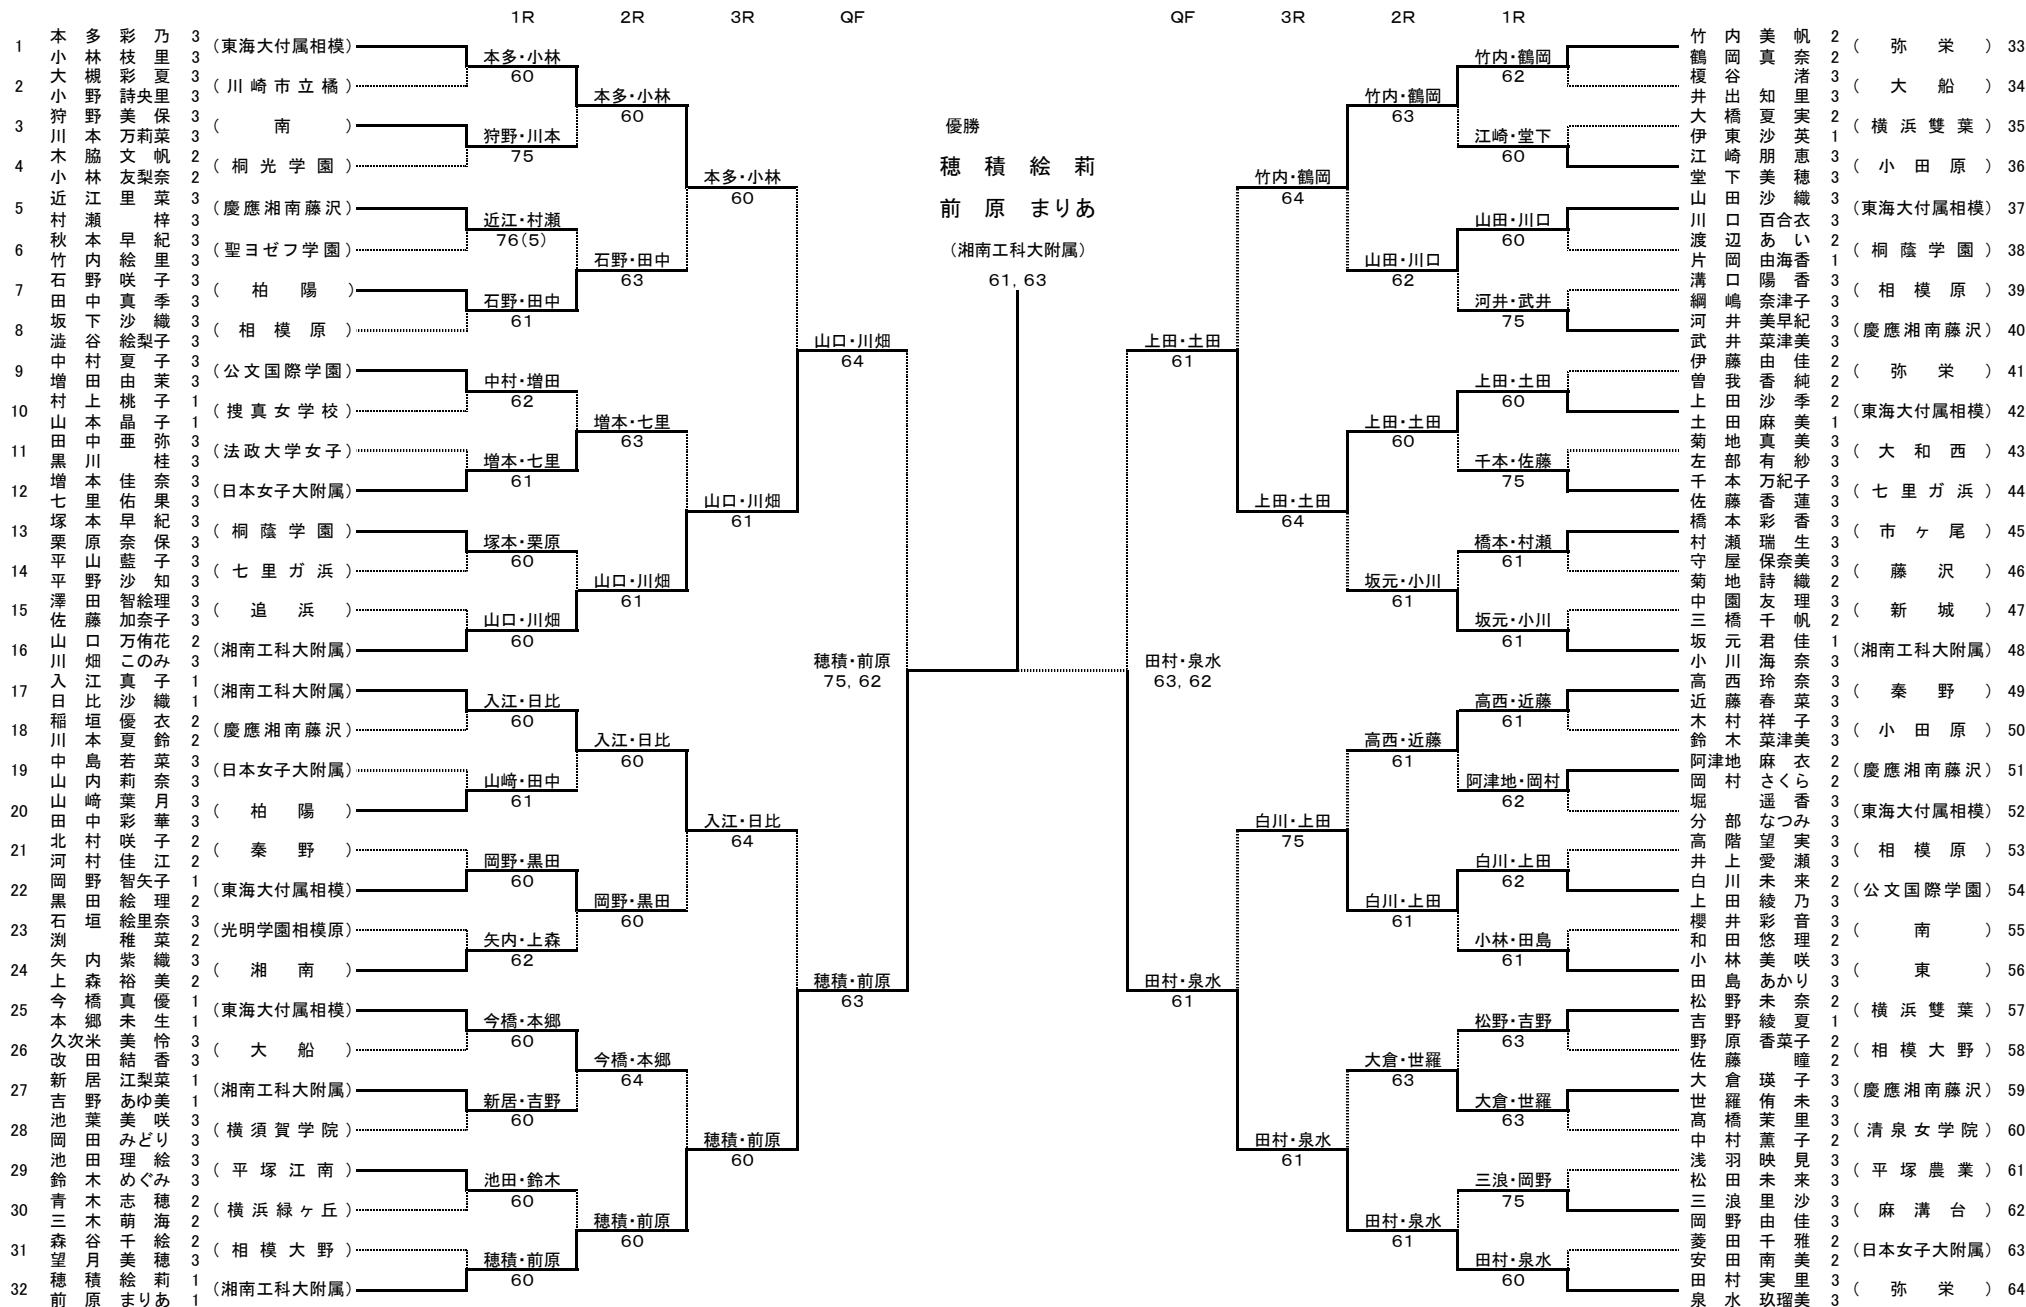 1R 2R 3R QF QF 3R 2R 1R
1 本多彩乃 3 (東海大付属相模)
小林枝里 3
2 大槻彩夏 3 (川崎市立橘)
小野詩央里 3
3 狩野美保 3 (南)
川本万莉菜 3
4 木脇文帆 2 (桐光学園)
小林友梨奈 2
5 近江里菜 3 (慶應湘南藤沢)
村瀬梓 3
6 秋本早紀 3 (聖ヨゼフ学園)
竹内絵里 3
7 石野咲子 3 (柏陽)
田中真季 3
8 坂下沙織 3 (相模原)
澁谷絵梨子 3
9 中村夏子 3 (公文国際学園)
増田由茉 3
10 村上桃子 1 (捜真女学校)
山本晶子 1
11 田中亜弥 3 (法政大学女子)
黒川桂 3
12 増本佳奈 3 (日本女子大附属)
七里佑果 3
13 塚本早紀 3 (桐蔭学園)
栗原奈保 3
14 平山藍子 3 (七里ガ浜)
平野沙知 3
15 澤田智絵理 3 (追浜)
佐藤加奈子 3
16 山口万侑花 2 (湘南工科大附属)
川畑このみ 3
17 入江真子 1 (湘南工科大附属)
日比沙織 1
18 稲垣優衣 2 (慶應湘南藤沢)
川本夏鈴 2
19 中島若菜 3 (日本女子大附属)
山内莉奈 3
20 山﨑葉月 3 (柏陽)
田中彩華 3
21 北村咲子 2 (秦野)
河村佳江 2
22 岡野智矢子 1 (東海大付属相模)
黒田絵理 2
23 石垣絵里奈 3 (光明学園相模原)
渕稚菜 2
24 矢内紫織 3 (湘南)
上森裕美 2
25 今橋真優 1 (東海大付属相模)
本郷未生 1
26 久次米美怜 3 (大船)
改田結香 3
27 新居江梨菜 1 (湘南工科大附属)
吉野あゆ美 1
28 池葉美咲 3 (横須賀学院)
岡田みどり 3
29 池田理絵 3 (平塚江南)
鈴木めぐみ 3
30 青木志穂 2 (横浜緑ヶ丘)
三木萌海 2
31 森谷千絵 2 (相模大野)
望月美穂 3
32 穂積絵莉 1 (湘南工科大附属)
前原まりあ 1
本多・小林
60
狩野・川本
75
近江・村瀬
76(5)
石野・田中
61
中村・増田
62
増本・七里
61
塚本・栗原
60
山口・川畑
60
入江・日比
60
山﨑・田中
61
岡野・黒田
60
矢内・上森
62
今橋・本郷
60
新居・吉野
60
池田・鈴木
60
穂積・前原
60
本多・小林
60
石野・田中
63
増本・七里
63
山口・川畑
61
入江・日比
60
岡野・黒田
60
今橋・本郷
64
穂積・前原
60
本多・小林
60
山口・川畑
61
入江・日比
64
穂積・前原
60
山口・川畑
64
穂積・前原
63
穂積・前原
75, 62
優勝
穂積絵莉
前原まりあ
(湘南工科大附属)
61, 63
田村・泉水
63, 62
上田・土田
61
田村・泉水
61
竹内・鶴岡
64
上田・土田
64
白川・上田
75
田村・泉水
61
竹内・鶴岡
63
山田・川口
62
上田・土田
60
坂元・小川
61
高西・近藤
61
白川・上田
61
大倉・世羅
63
田村・泉水
61
竹内・鶴岡
62
江崎・堂下
60
山田・川口
60
河井・武井
75
上田・土田
60
千本・佐藤
75
橋本・村瀬
61
坂元・小川
61
高西・近藤
61
阿津地・岡村
62
白川・上田
62
小林・田島
61
松野・吉野
63
大倉・世羅
63
三浪・岡野
75
田村・泉水
60
竹内美帆 2 (弥栄) 33
鶴岡真奈 2
榎谷渚 3 (大船) 34
井出知里 3
大橋夏実 2 (横浜雙葉) 35
伊東沙英 1
江崎朋恵 3 (小田原) 36
堂下美穂 3
山田沙織 3 (東海大付属相模) 37
川口百合衣 3
渡辺あい 2 (桐蔭学園) 38
片岡由海香 1
溝口陽香 3 (相模原) 39
綱嶋奈津子 3
河井美早紀 3 (慶應湘南藤沢) 40
武井菜津美 3
伊藤由佳 2 (弥栄) 41
曽我香純 2
上田沙季 2 (東海大付属相模) 42
土田麻美 1
菊地真美 3 (大和西) 43
左部有紗 3
千本万紀子 3 (七里ガ浜) 44
佐藤香蓮 3
橋本彩香 3 (市ヶ尾) 45
村瀬瑞生 3
守屋保奈美 3 (藤沢) 46
菊地詩織 2
中園友理 3 (新城) 47
三橋千帆 2
坂元君佳 1 (湘南工科大附属) 48
小川海奈 3
高西玲奈 3 (秦野) 49
近藤春菜 3
木村祥子 3 (小田原) 50
鈴木菜津美 3
阿津地麻衣 2 (慶應湘南藤沢) 51
岡村さくら 2
堀遥香 3 (東海大付属相模) 52
分部なつみ 3
高階望実 3 (相模原) 53
井上愛瀬 3
白川未来 2 (公文国際学園) 54
上田綾乃 3
櫻井彩音 3 (南) 55
和田悠理 2
小林美咲 3 (東) 56
田島あかり 3
松野未奈 2 (横浜雙葉) 57
吉野綾夏 1
野原香菜子 2 (相模大野) 58
佐藤瞳 2
大倉瑛子 3 (慶應湘南藤沢) 59
世羅侑未 3
髙橋茉里 3 (清泉女学院) 60
中村薫子 2
浅羽映見 3 (平塚農業) 61
松田未来 3
三浪里沙 3 (麻溝台) 62
岡野由佳 3
菱田千雅 2 (日本女子大附属) 63
安田南美 2
田村実里 3 (弥栄) 64
泉水玖瑠美 3